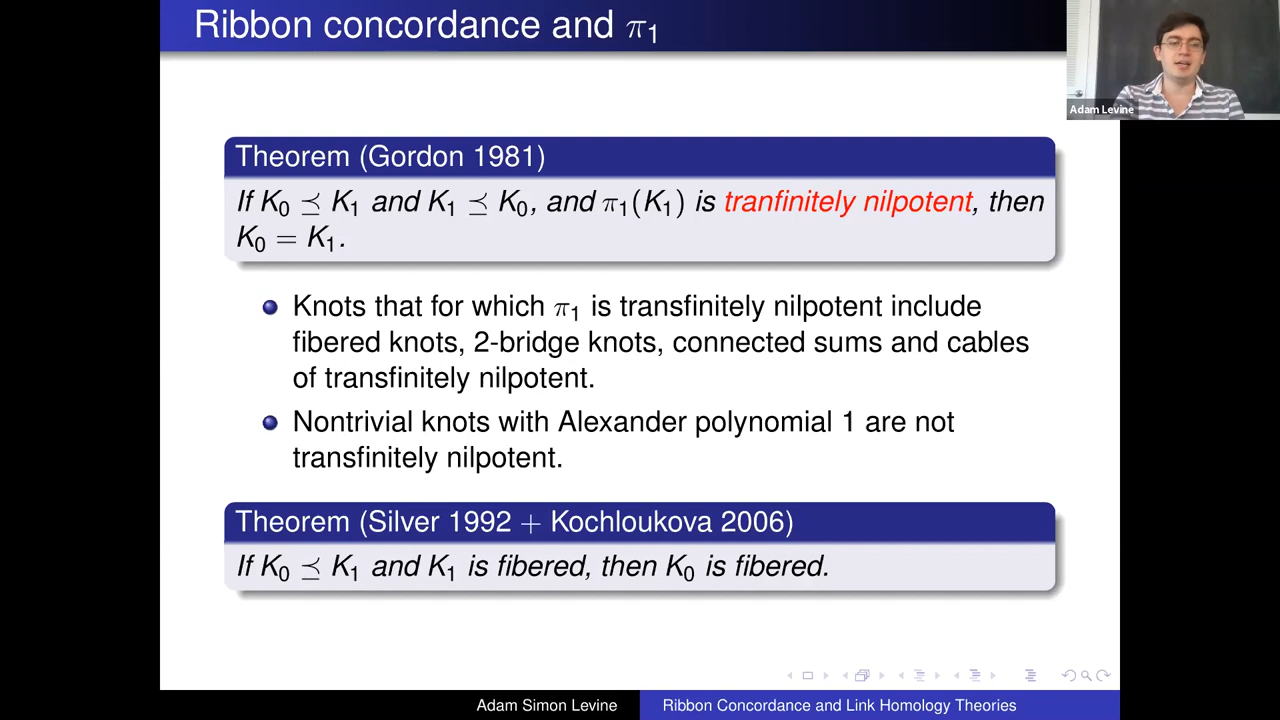 Ribbon concordance and π₁
Adam Levine
Theorem (Gordon 1981)
If K₀ ⪯ K₁ and K₁ ⪯ K₀, and π₁(K₁) is tranfinitely nilpotent, then
K₀ = K₁.
Knots that for which π₁ is transfinitely nilpotent include
fibered knots, 2-bridge knots, connected sums and cables
of transfinitely nilpotent.
Nontrivial knots with Alexander polynomial 1 are not
transfinitely nilpotent.
Theorem (Silver 1992 + Kochloukova 2006)
If K₀ ⪯ K₁ and K₁ is fibered, then K₀ is fibered.
Adam Simon Levine
Ribbon Concordance and Link Homology Theories